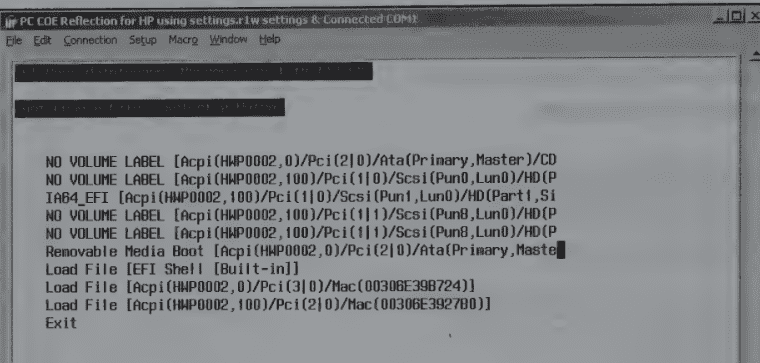 PC COE Reflection for HP using settings.r1w settings & Connected COM1
File Edit Connection Setup Macro Window Help
NO VOLUME LABEL [Acpi(HWP0002,0)/Pci(2|0)/Ata(Primary,Master)/CD
NO VOLUME LABEL [Acpi(HWP0002,100)/Pci(1|0)/Scsi(Pun0,Lun0)/HD(P
IA64_EFI [Acpi(HWP0002,100)/Pci(1|0)/Scsi(Pun1,Lun0)/HD(Part1,Si
NO VOLUME LABEL [Acpi(HWP0002,100)/Pci(1|1)/Scsi(Pun8,Lun0)/HD(P
NO VOLUME LABEL [Acpi(HWP0002,100)/Pci(1|1)/Scsi(Pun8,Lun0)/HD(P
Removable Media Boot [Acpi(HWP0002,0)/Pci(2|0)/Ata(Primary,Maste
Load File [EFI Shell [Built-in]]
Load File [Acpi(HWP0002,0)/Pci(3|0)/Mac(00306E39B724)]
Load File [Acpi(HWP0002,100)/Pci(2|0)/Mac(00306E3927B0)]
Exit